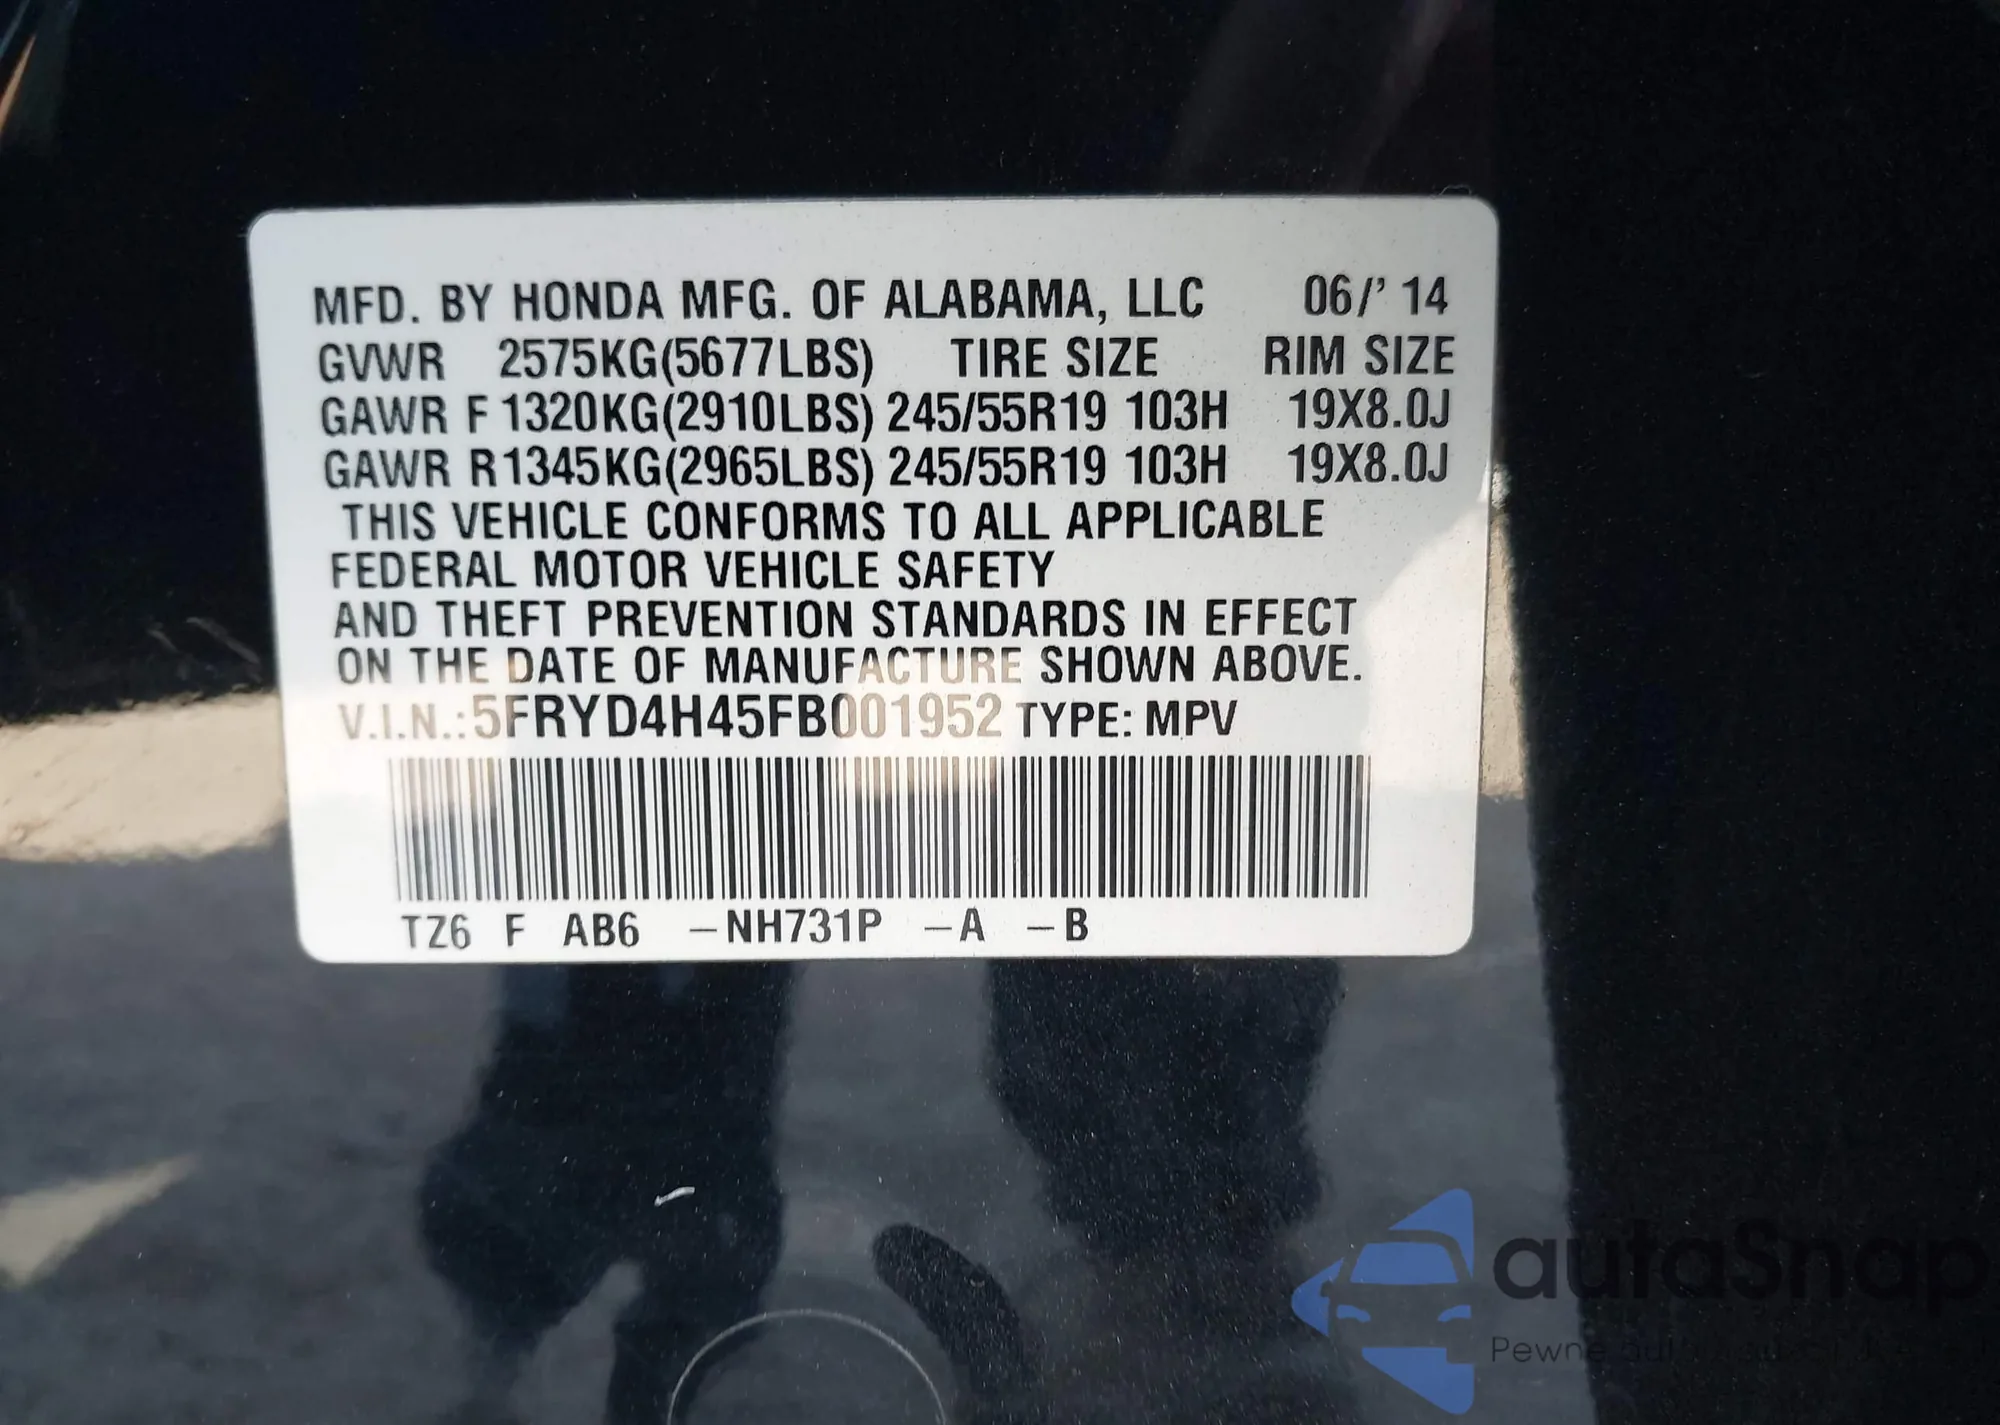 MFD. BY HONDA MFG. OF ALABAMA, LLC 06/' 14
GVWR 2575KG(5677LBS) TIRE SIZE RIM SIZE
GAWR F 1320KG(2910LBS) 245/55R19 103H 19X8.0J
GAWR R 1345KG(2965LBS) 245/55R19 103H 19X8.0J
THIS VEHICLE CONFORMS TO ALL APPLICABLE
FEDERAL MOTOR VEHICLE SAFETY
AND THEFT PREVENTION STANDARDS IN EFFECT
ON THE DATE OF MANUFACTURE SHOWN ABOVE.
V.I.N.: 5FRYD4H45FB001952 TYPE: MPV
TZ6 F AB6 -NH731P -A -B
autaSnap
Pewne